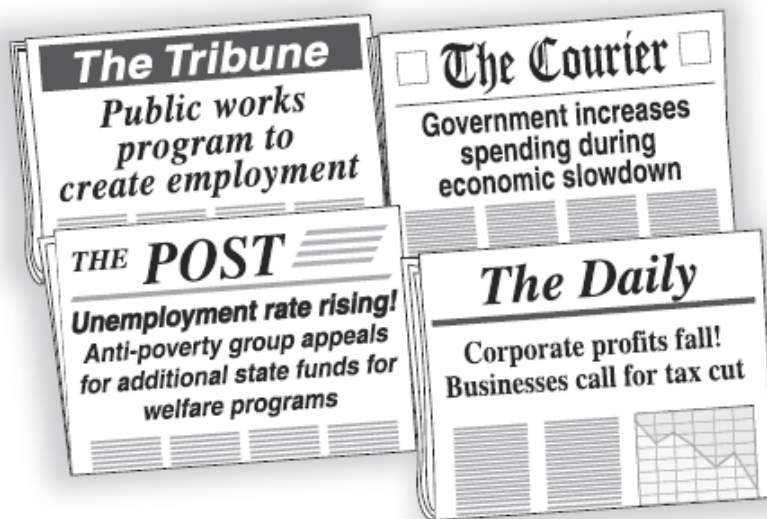 The Tribune
Public works
program to
create employment
The Courier
Government increases
spending during
economic slowdown
THE POST
Unemployment rate rising!
Anti-poverty group appeals
for additional state funds for
welfare programs
The Daily
Corporate profits fall!
Businesses call for tax cut